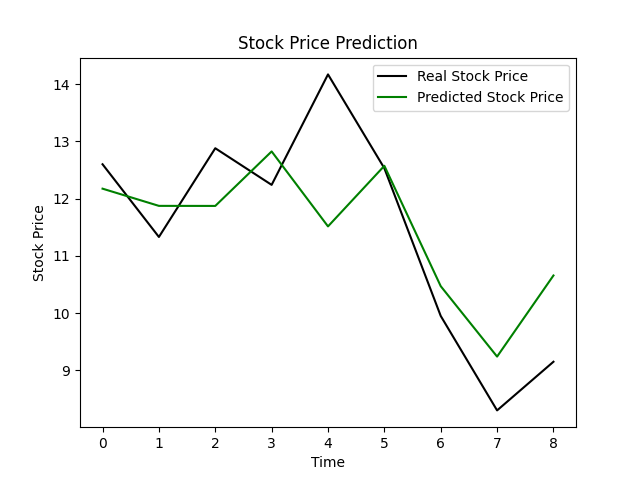 Stock Price Prediction
Real Stock Price
Predicted Stock Price
14
13
12
11
10
9
Stock Price
0 1 2 3 4 5 6 7 8
Time